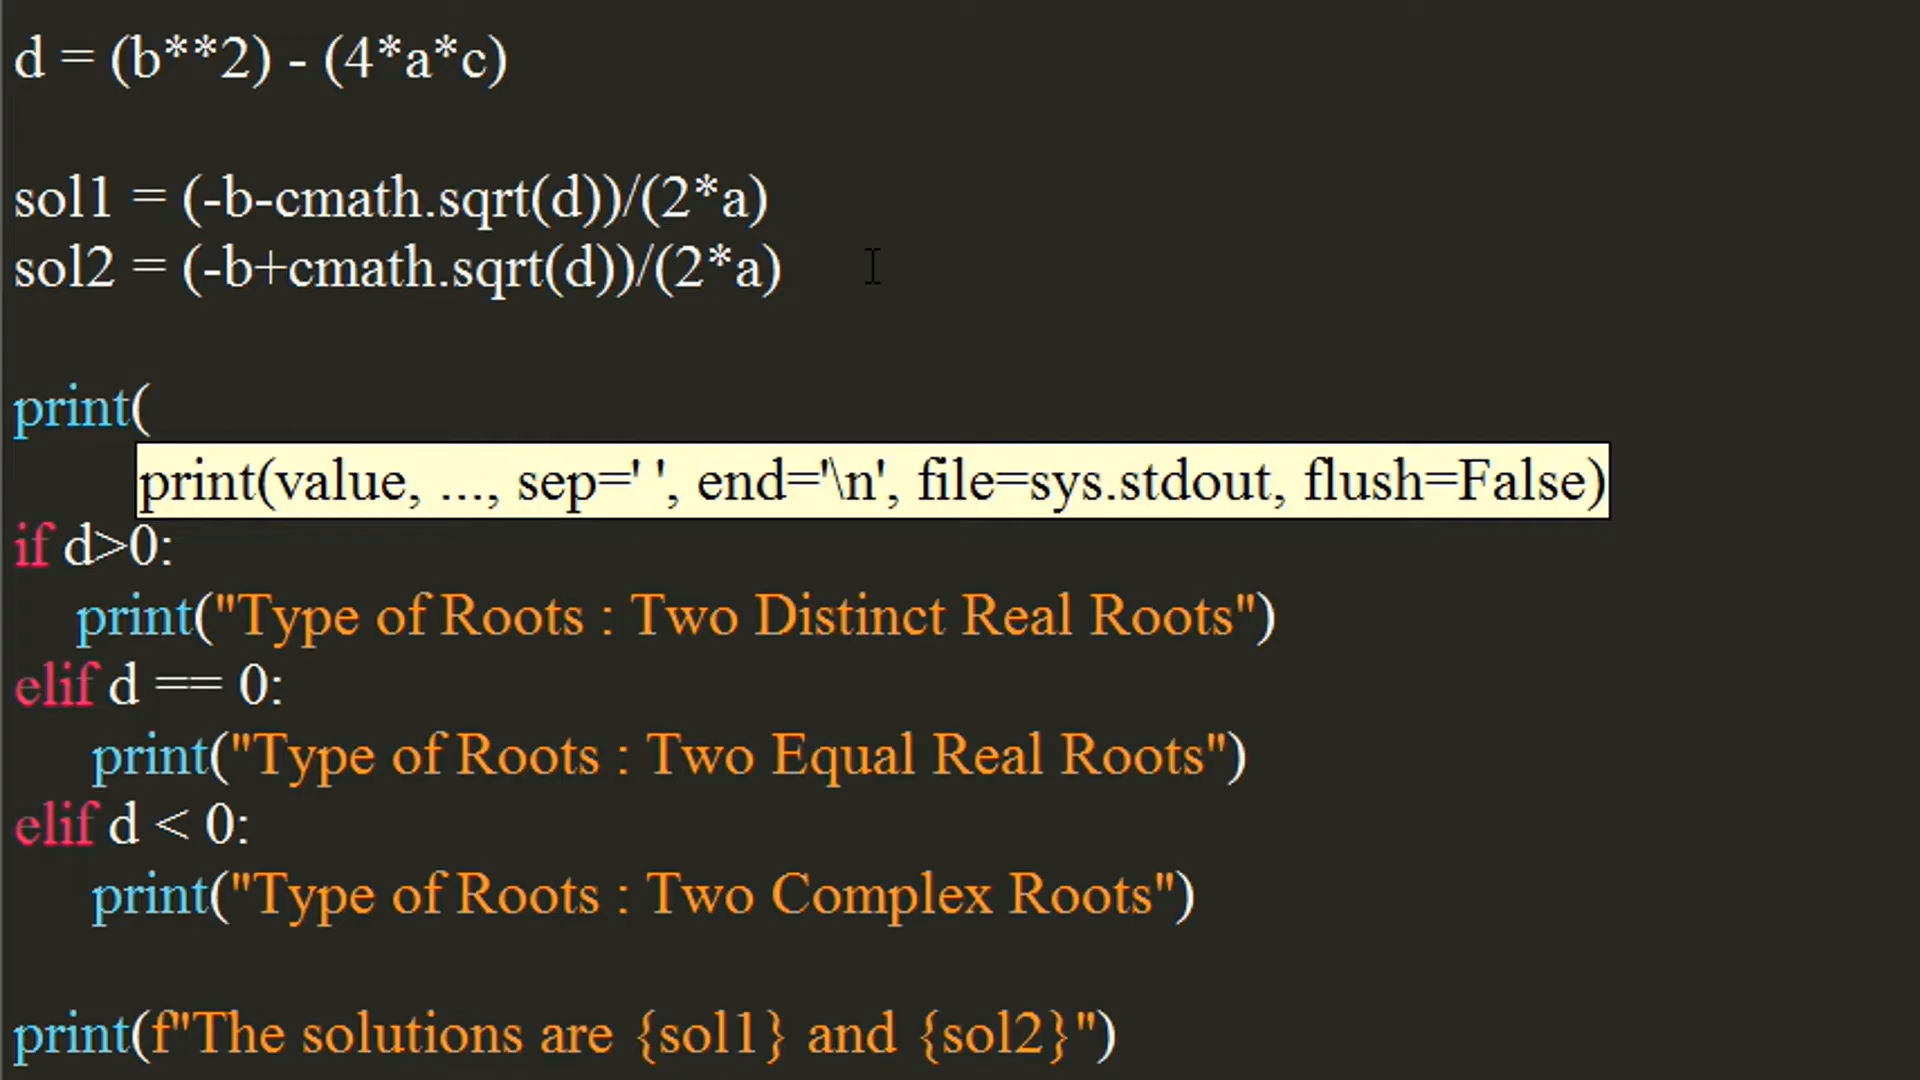 d = (b**2) - (4*a*c)
sol1 = (-b-cmath.sqrt(d))/(2*a)
sol2 = (-b+cmath.sqrt(d))/(2*a)
print(
print(value, ..., sep=' ', end='\n', file=sys.stdout, flush=False)
if d>0:
print("Type of Roots : Two Distinct Real Roots")
elif d == 0:
print("Type of Roots : Two Equal Real Roots")
elif d < 0:
print("Type of Roots : Two Complex Roots")
print(f"The solutions are {sol1} and {sol2}")